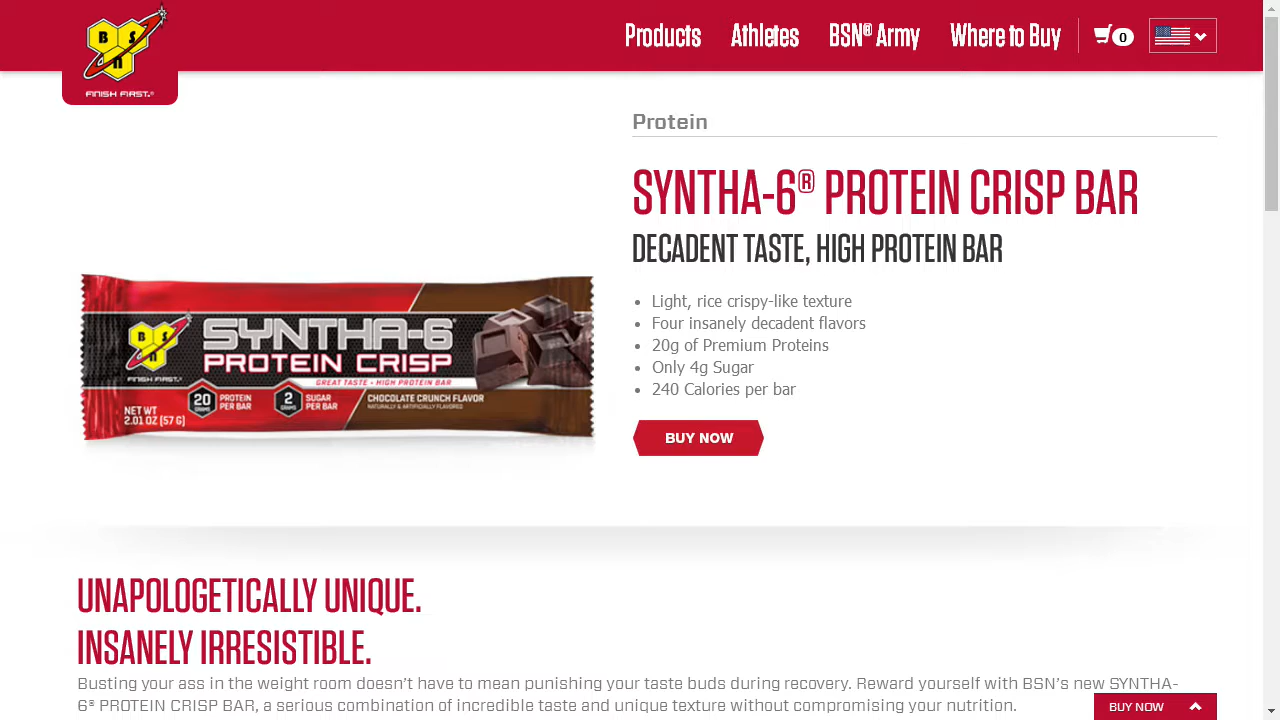 BSN
FINISH FIRST.®
Products
Athletes
BSN® Army
Where to Buy
0
Protein
SYNTHA-6® PROTEIN CRISP BAR
DECADENT TASTE, HIGH PROTEIN BAR
Light, rice crispy-like texture
Four insanely decadent flavors
20g of Premium Proteins
Only 4g Sugar
240 Calories per bar
BUY NOW
BSN
FINISH FIRST.®
SYNTHA-6®
PROTEIN CRISP
GREAT TASTE • HIGH PROTEIN BAR
NET WT
2.01 OZ (57 G)
20
GRAMS
PROTEIN
PER BAR
2
GRAMS
SUGAR
PER BAR
CHOCOLATE CRUNCH FLAVOR
NATURALLY & ARTIFICIALLY FLAVORED
UNAPOLOGETICALLY UNIQUE.
INSANELY IRRESISTIBLE.
Busting your ass in the weight room doesn’t have to mean punishing your taste buds during recovery. Reward yourself with BSN’s new SYNTHA-
6® PROTEIN CRISP BAR, a serious combination of incredible taste and unique texture without compromising your nutrition.
BUY NOW